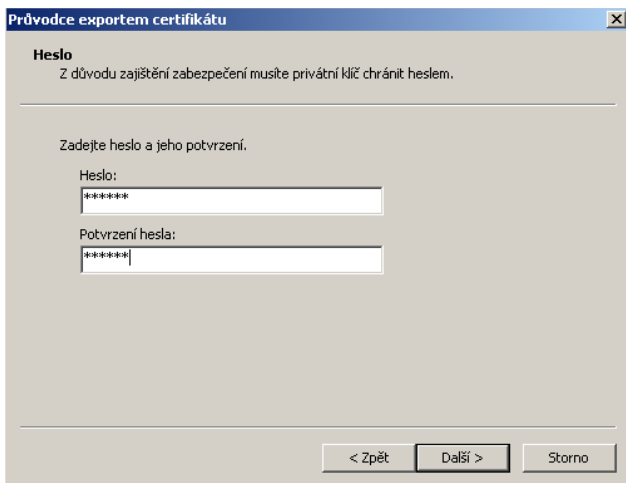 Průvodce exportem certifikátu
Heslo
Z důvodu zajištění zabezpečení musíte privátní klíč chránit heslem.
Zadejte heslo a jeho potvrzení.
Heslo:
******
Potvrzení hesla:
******
< Zpět
Další >
Storno